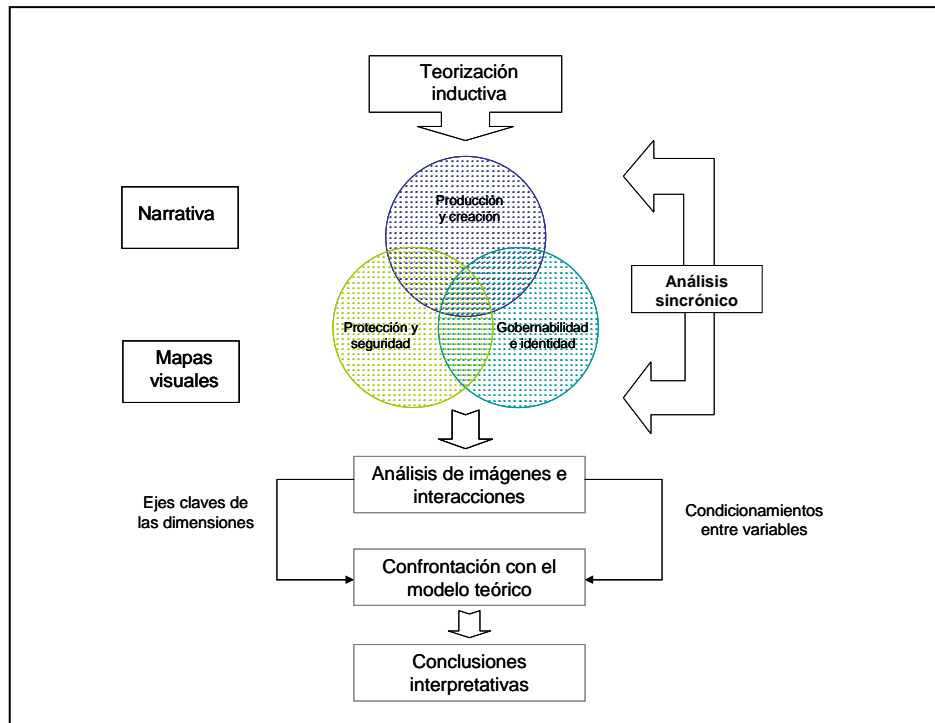 Teorización
inductiva
Producción
y creación
Narrativa
Análisis
sincrónico
Protección y
seguridad
Gobernabilidad
e identidad
Mapas
visuales
Análisis de imágenes e
interacciones
Ejes claves de
las dimensiones
Condicionamientos
entre variables
Confrontación con el
modelo teórico
Conclusiones
interpretativas